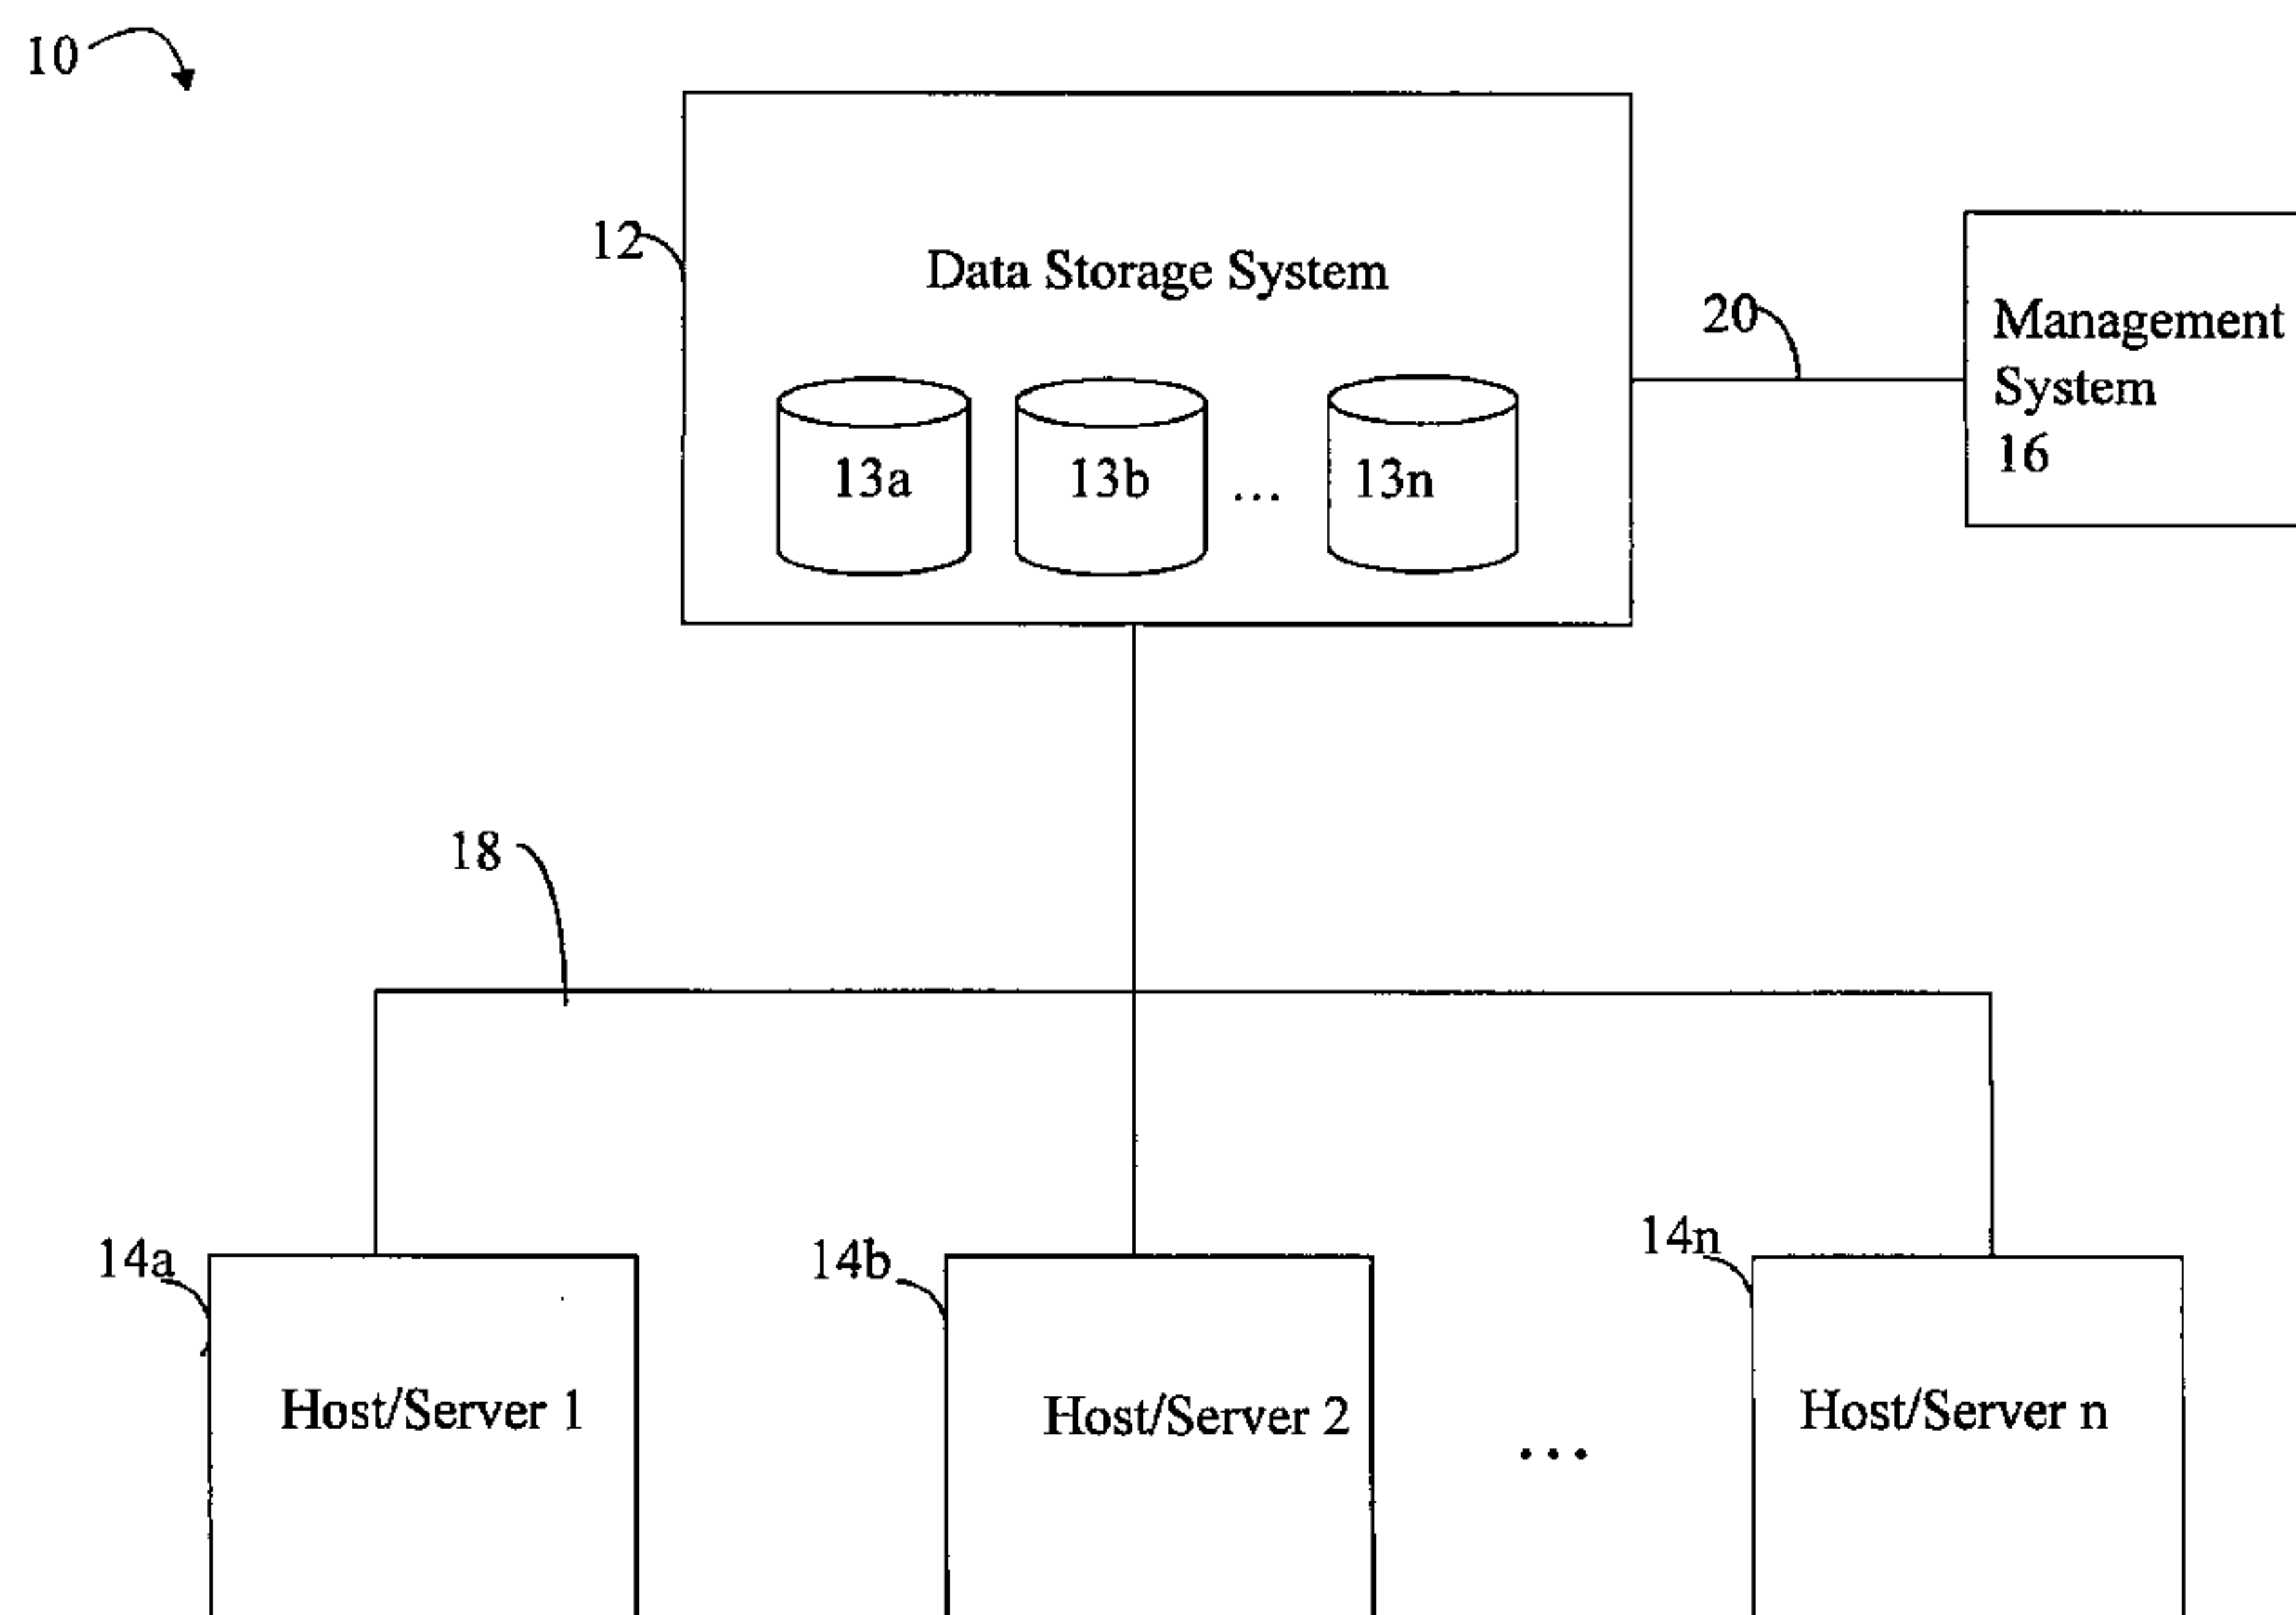 10
12
Data Storage System
20
Management
System
16
13a
13b
...
13n
18
14a
14b
14n
Host/Server 1
Host/Server 2
...
Host/Server n